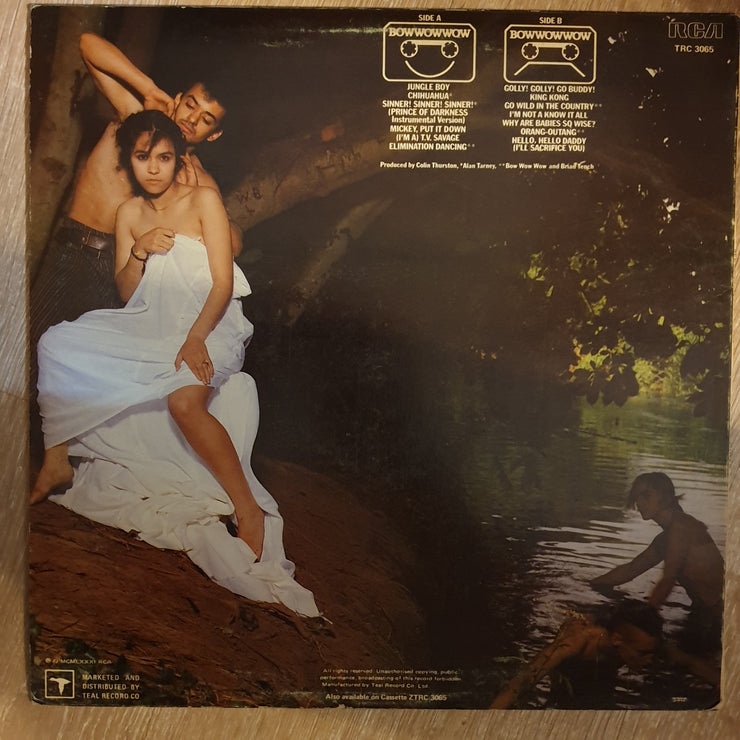 SIDE A
BOWWOWWOW
JUNGLE BOY
CHIHUAHUA*
SINNER! SINNER! SINNER!*
(PRINCE OF DARKNESS
Instrumental Version)
MICKEY, PUT IT DOWN
(I'M A) T.V. SAVAGE
ELIMINATION DANCING**
SIDE B
BOWWOWWOW
GOLLY! GOLLY! GO BUDDY!
KING KONG
GO WILD IN THE COUNTRY**
I'M NOT A KNOW IT ALL
WHY ARE BABIES SO WISE?
ORANG-OUTANG**
HELLO, HELLO DADDY
(I'LL SACRIFICE YOU)
Produced by Colin Thurston, *Alan Tarney, **Bow Wow Wow and Brian Tench
RCA
TRC 3065
W.B.
℗ MCMLXXXI RCA
MARKETED AND
DISTRIBUTED BY
TEAL RECORD CO
All rights reserved. Unauthorised copying, public
performance, broadcasting of this record forbidden.
Manufactured by Teal Record Co. Ltd.
Also available on Cassette ZTRC 3065